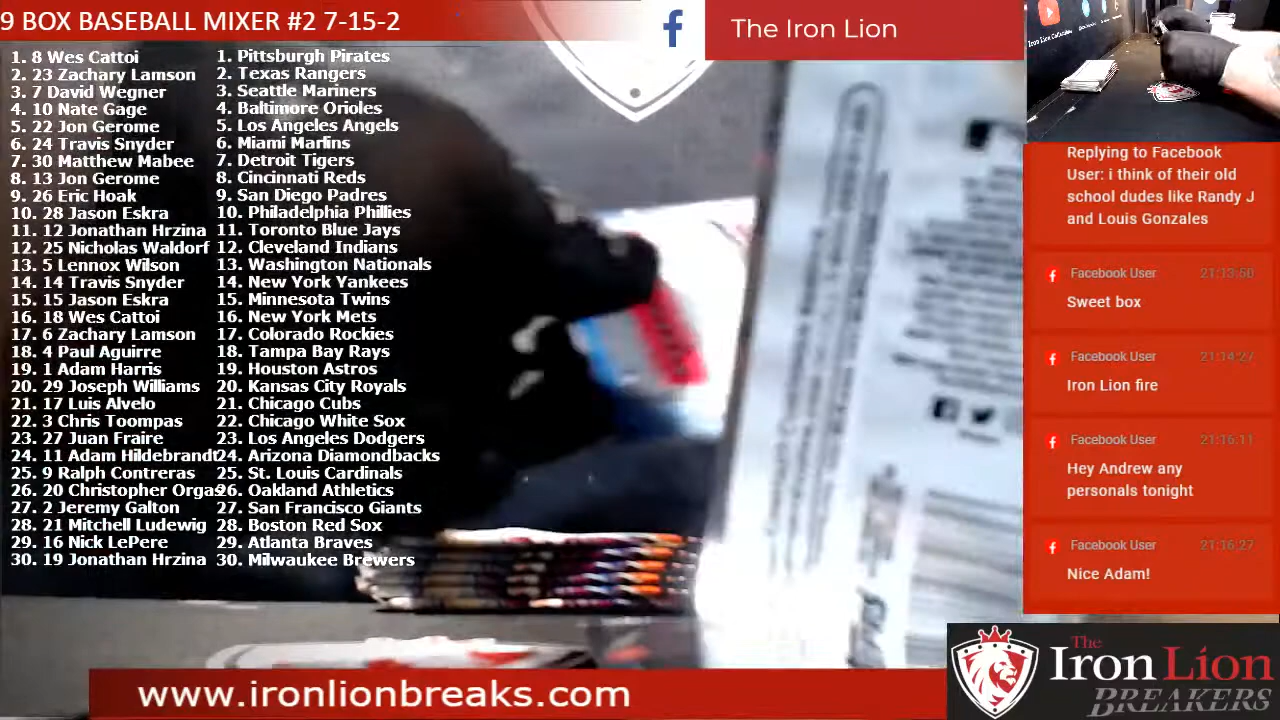 9 BOX BASEBALL MIXER #2 7-15-2
The Iron Lion
1. 8 Wes Cattoi
2. 23 Zachary Lamson
3. 7 David Wegner
4. 10 Nate Gage
5. 22 Jon Gerome
6. 24 Travis Snyder
7. 30 Matthew Mabee
8. 13 Jon Gerome
9. 26 Eric Hoak
10. 28 Jason Eskra
11. 12 Jonathan Hrzina
12. 25 Nicholas Waldorf
13. 5 Lennox Wilson
14. 14 Travis Snyder
15. 15 Jason Eskra
16. 18 Wes Cattoi
17. 6 Zachary Lamson
18. 4 Paul Aguirre
19. 1 Adam Harris
20. 29 Joseph Williams
21. 17 Luis Alvelo
22. 3 Chris Toompas
23. 27 Juan Fraire
24. 11 Adam Hildebrandt
25. 9 Ralph Contreras
26. 20 Christopher Orgas
27. 2 Jeremy Galton
28. 21 Mitchell Ludewig
29. 16 Nick LePere
30. 19 Jonathan Hrzina
1. Pittsburgh Pirates
2. Texas Rangers
3. Seattle Mariners
4. Baltimore Orioles
5. Los Angeles Angels
6. Miami Marlins
7. Detroit Tigers
8. Cincinnati Reds
9. San Diego Padres
10. Philadelphia Phillies
11. Toronto Blue Jays
12. Cleveland Indians
13. Washington Nationals
14. New York Yankees
15. Minnesota Twins
16. New York Mets
17. Colorado Rockies
18. Tampa Bay Rays
19. Houston Astros
20. Kansas City Royals
21. Chicago Cubs
22. Chicago White Sox
23. Los Angeles Dodgers
24. Arizona Diamondbacks
25. St. Louis Cardinals
26. Oakland Athletics
27. San Francisco Giants
28. Boston Red Sox
29. Atlanta Braves
30. Milwaukee Brewers
Replying to Facebook
User: i think of their old
school dudes like Randy J
and Louis Gonzales
Facebook User 21:13:50
Sweet box
Facebook User 21:14:27
Iron Lion fire
Facebook User 21:16:11
Hey Andrew any
personals tonight
Facebook User 21:16:27
Nice Adam!
www.ironlionbreaks.com
The
Iron Lion
BREAKERS